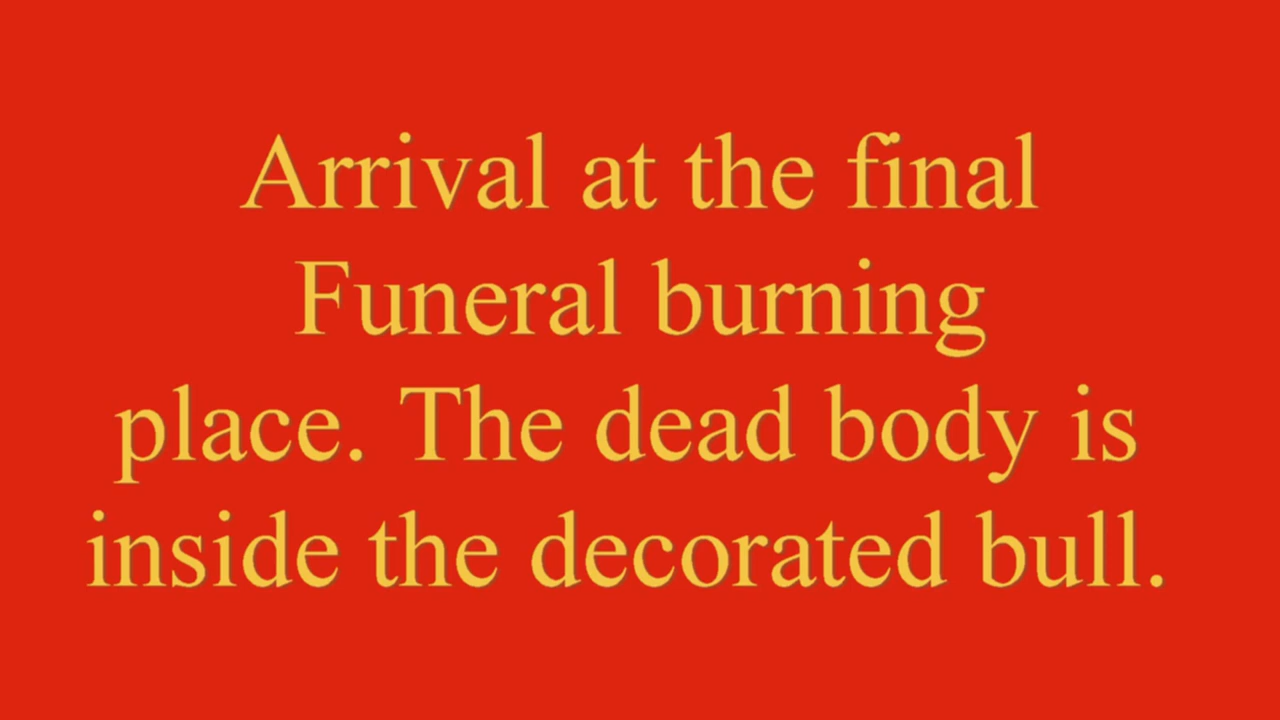 Arrival at the final
Funeral burning
place. The dead body is
inside the decorated bull.